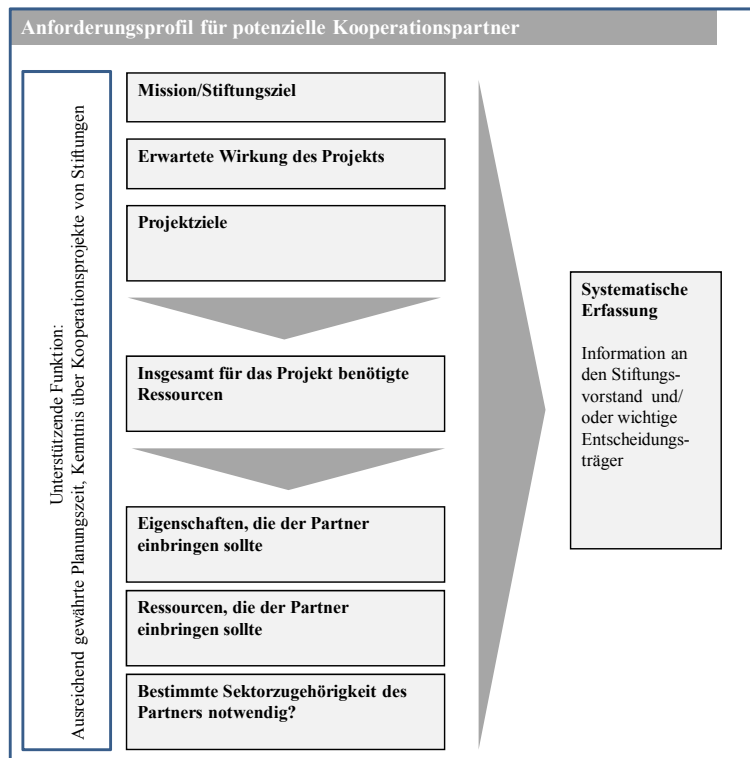 Anforderungsprofil für potenzielle Kooperationspartner
Unterstützende Funktion:
Ausreichend gewährte Planungszeit, Kenntnis über Kooperationsprojekte von Stiftungen
Mission/Stiftungsziel
Erwartete Wirkung des Projekts
Projektziele
Insgesamt für das Projekt benötigte
Ressourcen
Eigenschaften, die der Partner
einbringen sollte
Ressourcen, die der Partner
einbringen sollte
Bestimmte Sektorzugehörigkeit des
Partners notwendig?
Systematische
Erfassung
Information an
den Stiftungs-
vorstand und/
oder wichtige
Entscheidungs-
träger